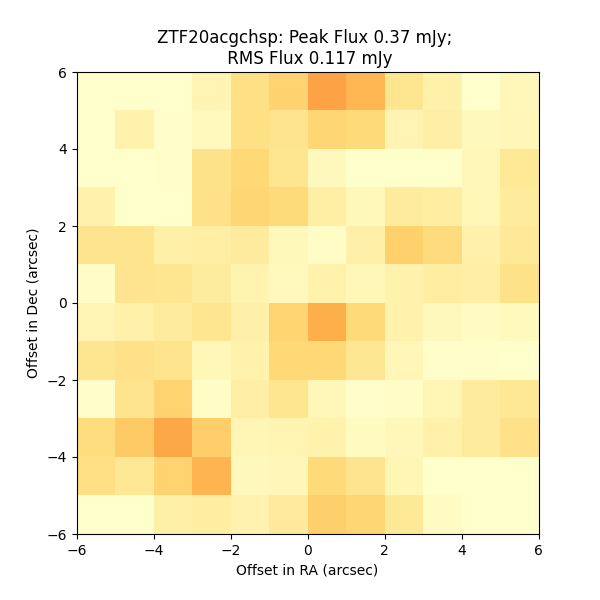 ZTF20acgchsp: Peak Flux 0.37 mJy;
RMS Flux 0.117 mJy
6
4
2
0
−2
−4
−6
Offset in Dec (arcsec)
−6 −4 −2 0 2 4 6
Offset in RA (arcsec)